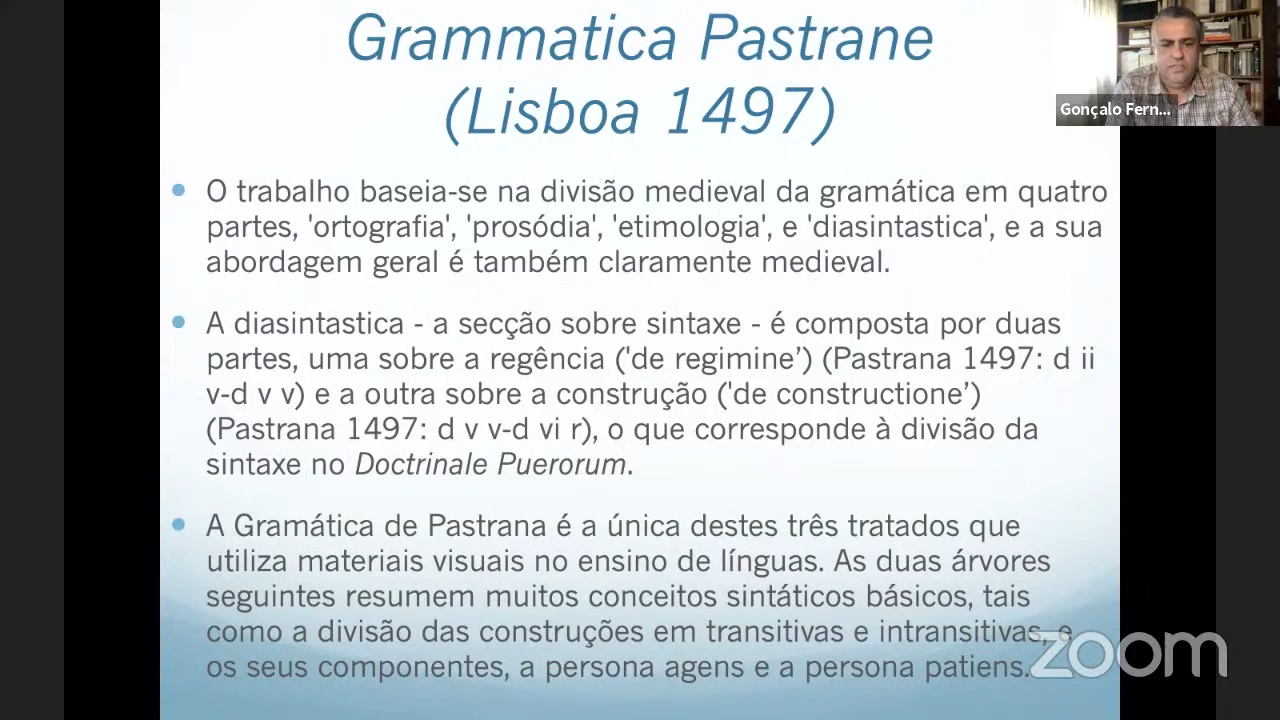 Grammatica Pastrane
(Lisboa 1497)
Gonçalo Fern...
• O trabalho baseia-se na divisão medieval da gramática em quatro
partes, 'ortografia', 'prosódia', 'etimologia', e 'diasintastica', e a sua
abordagem geral é também claramente medieval.
• A diasintastica - a secção sobre sintaxe - é composta por duas
partes, uma sobre a regência ('de regimine’) (Pastrana 1497: d ii
v-d v v) e a outra sobre a construção ('de constructione’)
(Pastrana 1497: d v v-d vi r), o que corresponde à divisão da
sintaxe no Doctrinale Puerorum.
• A Gramática de Pastrana é a única destes três tratados que
utiliza materiais visuais no ensino de línguas. As duas árvores
seguintes resumem muitos conceitos sintáticos básicos, tais
como a divisão das construções em transitivas e intransitivas, e
os seus componentes, a persona agens e a persona patiens.
zoom